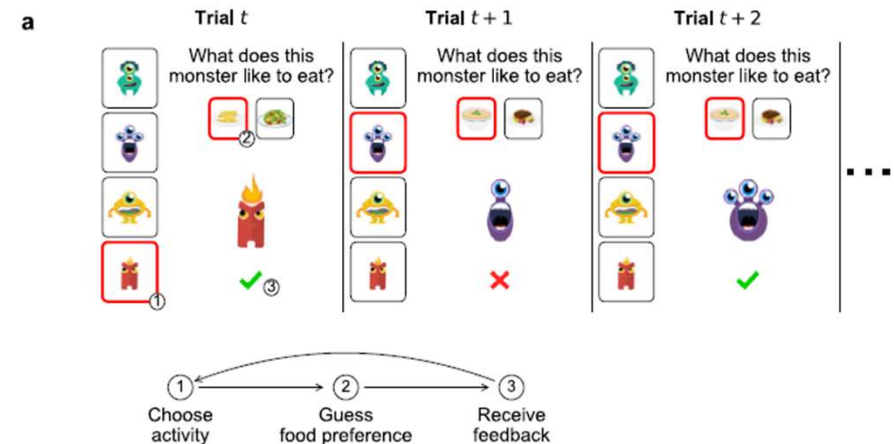 a
Trial t
Trial t + 1
Trial t + 2
What does this
monster like to eat?
②
③
①
What does this
monster like to eat?
What does this
monster like to eat?
...
①
②
③
Choose
activity
Guess
food preference
Receive
feedback